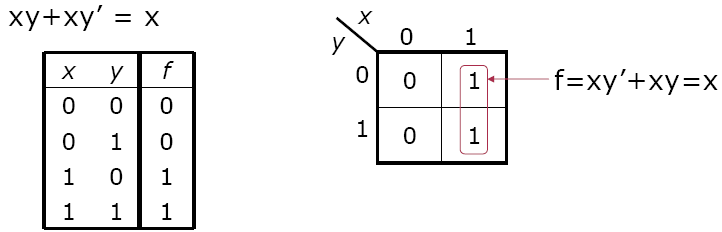 xy+xy′ = x
x y f
0 0 0
0 1 0
1 0 1
1 1 1
x
y
0 1
0 0 1
1 0 1
f=xy′+xy=x